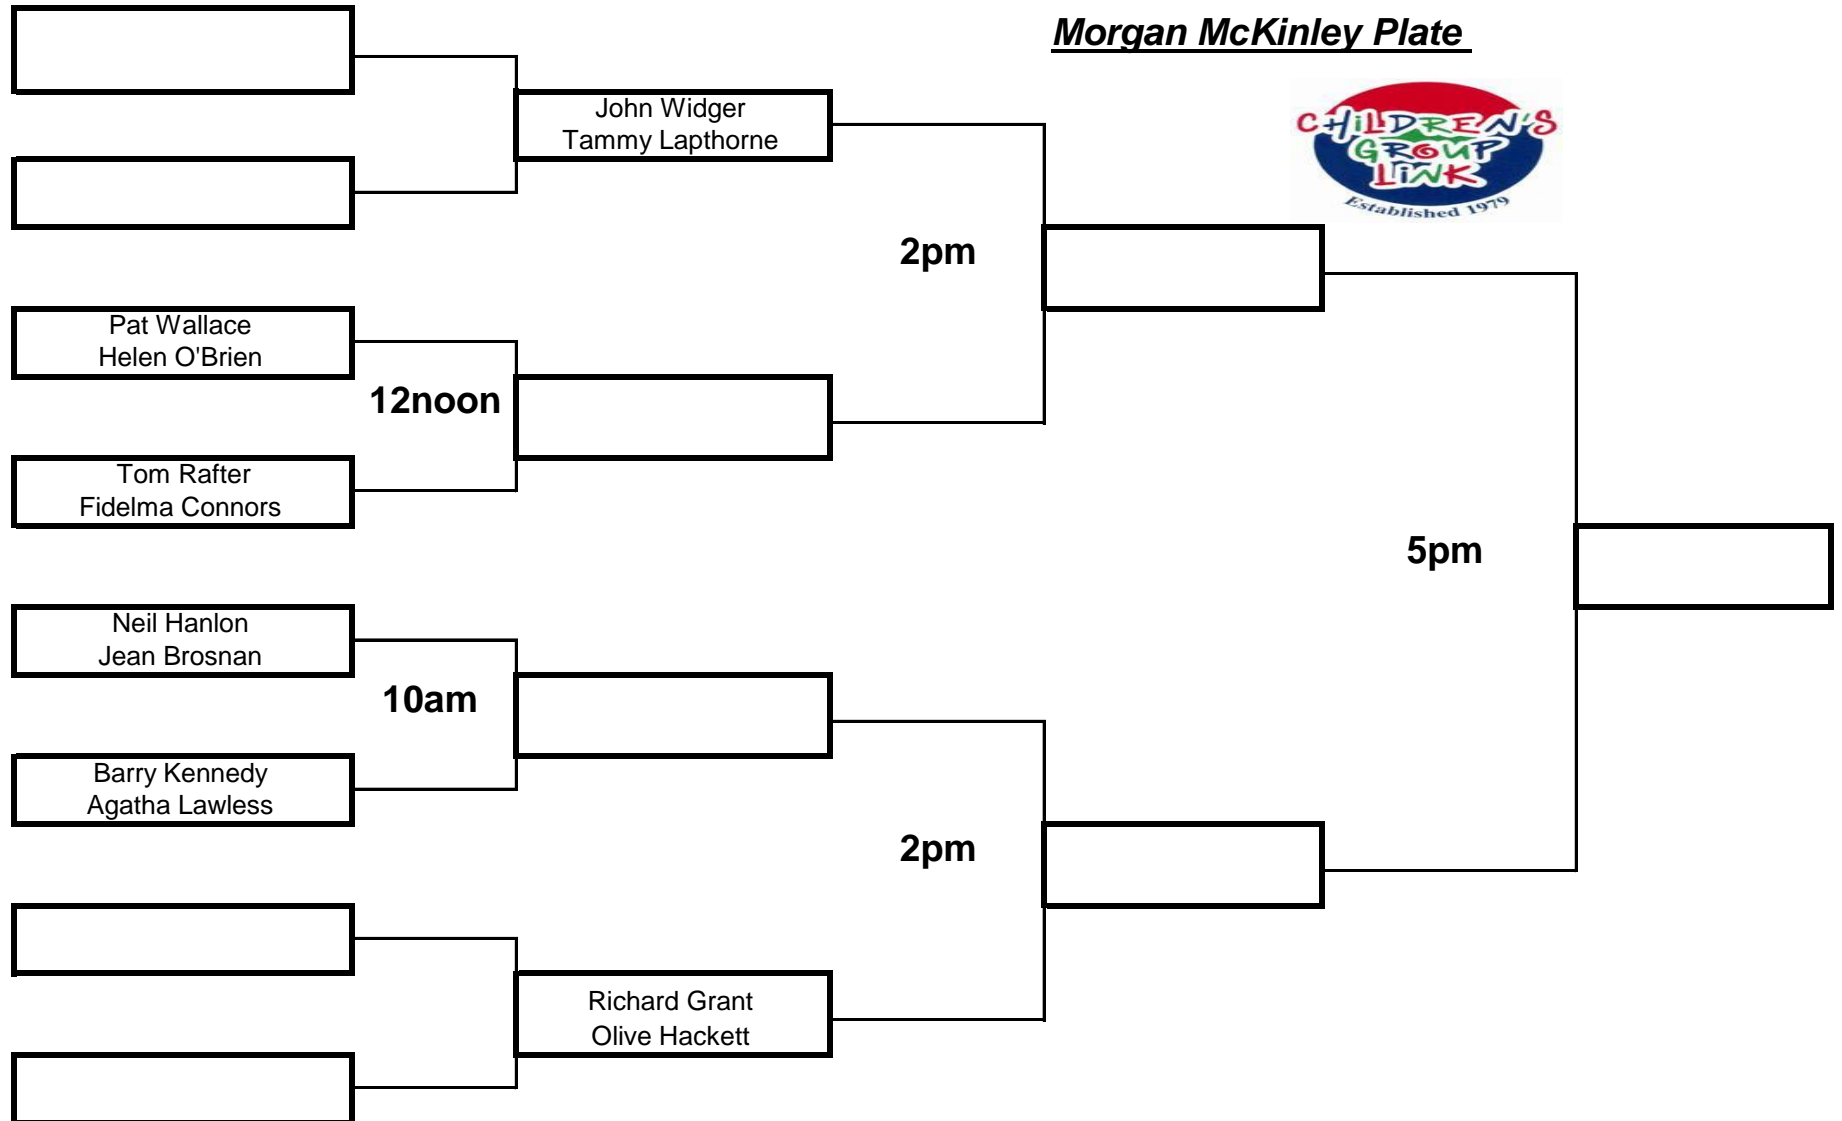 Morgan McKinley Plate
CHILDREN'S
GROUP
LINK
Established 1979
John Widger
Tammy Lapthorne
2pm
Pat Wallace
Helen O'Brien
12noon
Tom Rafter
Fidelma Connors
5pm
Neil Hanlon
Jean Brosnan
10am
Barry Kennedy
Agatha Lawless
2pm
Richard Grant
Olive Hackett